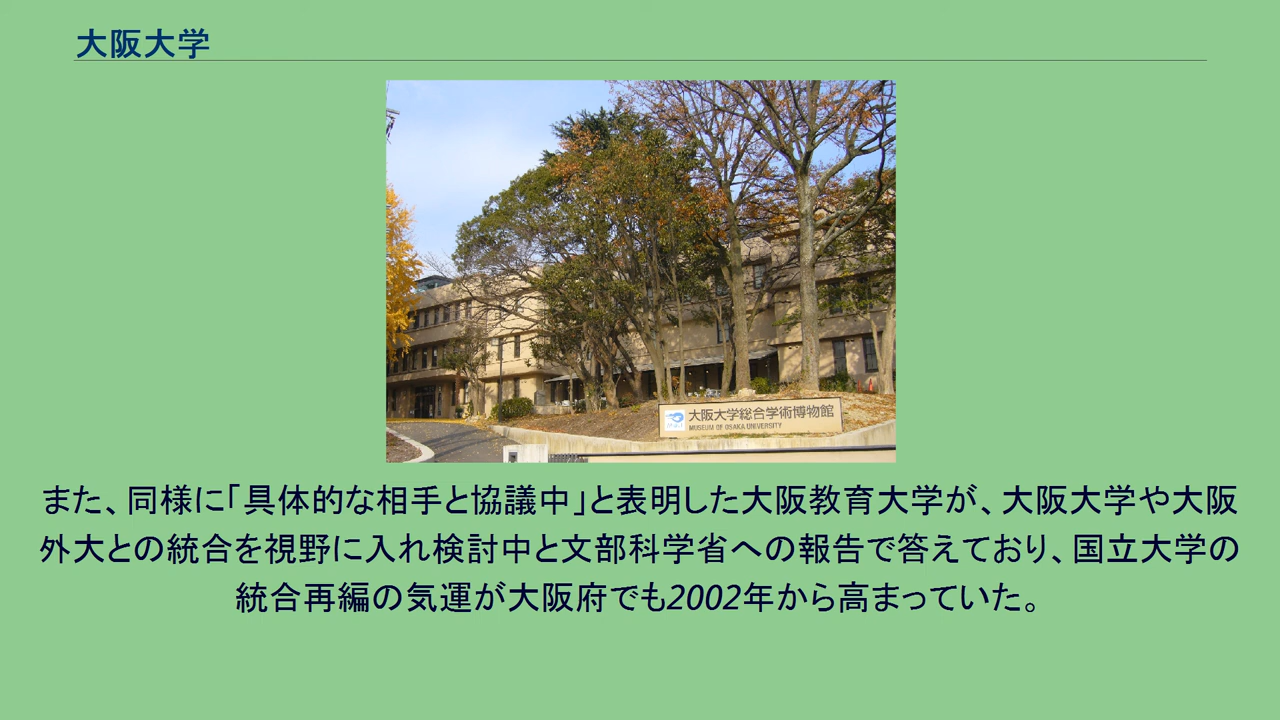 大阪大学
大阪大学総合学術博物館
MUSEUM OF OSAKA UNIVERSITY
また、同様に「具体的な相手と協議中」と表明した大阪教育大学が、大阪大学や大阪
外大との統合を視野に入れ検討中と文部科学省への報告で答えており、国立大学の
統合再編の気運が大阪府でも2002年から高まっていた。